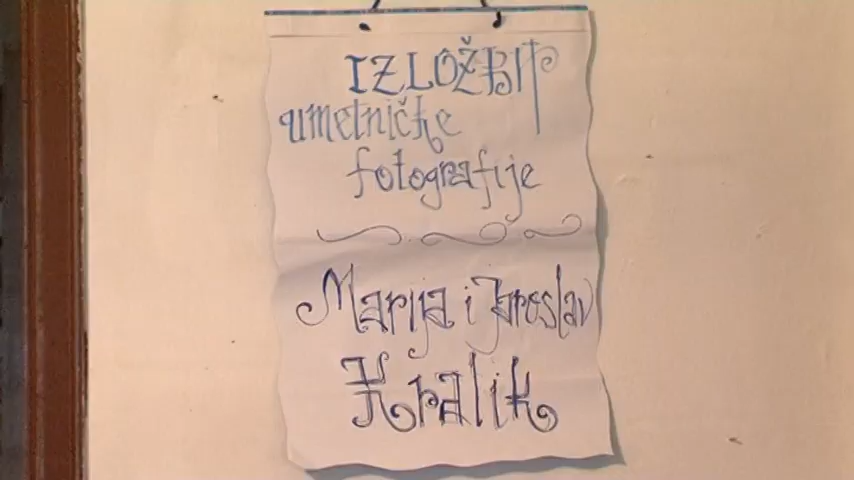 IZLOŽBA
umetničke
fotografije
Marija i Jaroslav
Kralik